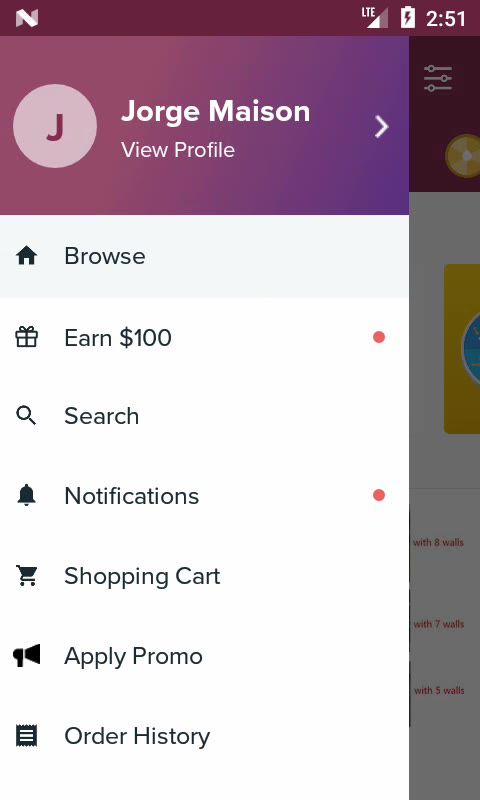 LTE 2:51
J
Jorge Maison
View Profile
Browse
Earn $100
Search
Notifications
with 8 walls
Shopping Cart
with 7 walls
Apply Promo
with 5 walls
Order History